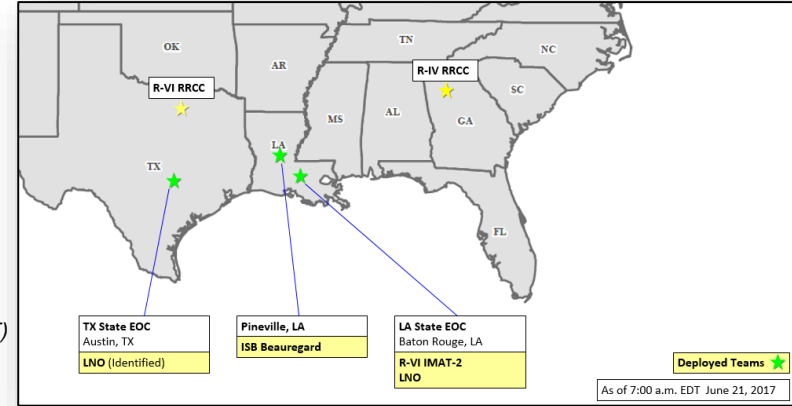 OK
TN
NC
AR
R-VI RRCC
R-IV RRCC
SC
MS
AL
GA
LA
TX
FL
TX State EOC
Austin, TX
LNO (Identified)
Pineville, LA
ISB Beauregard
LA State EOC
Baton Rouge, LA
R-VI IMAT-2
LNO
Deployed Teams
As of 7:00 a.m. EDT June 21, 2017